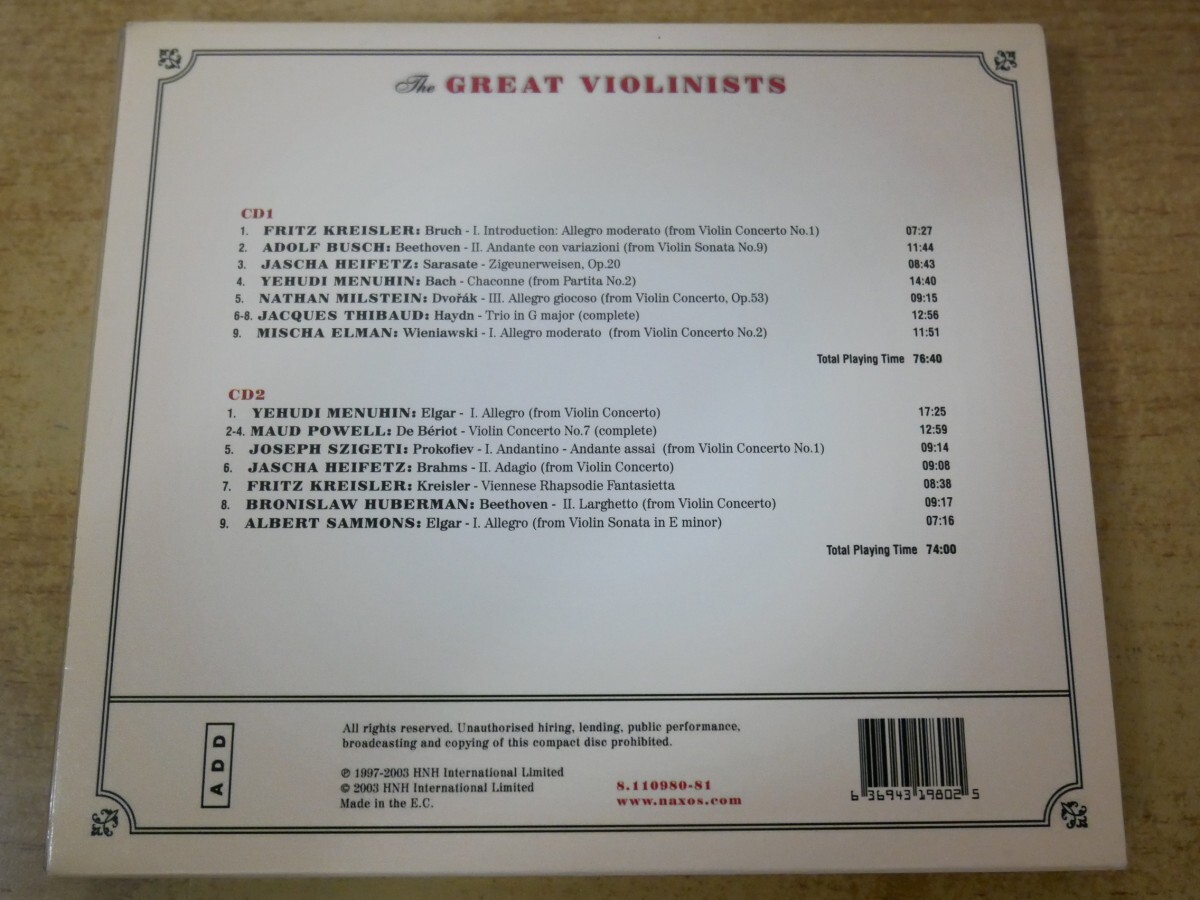 The GREAT VIOLINISTS
CD1
1. FRITZ KREISLER: Bruch - I. Introduction: Allegro moderato (from Violin Concerto No.1) 07:27
2. ADOLF BUSCH: Beethoven - II. Andante con variazioni (from Violin Sonata No.9) 11:44
3. JASCHA HEIFETZ: Sarasate - Zigeunerweisen, Op.20 08:43
4. YEHUDI MENUHIN: Bach - Chaconne (from Partita No.2) 14:40
5. NATHAN MILSTEIN: Dvořák - III. Allegro giocoso (from Violin Concerto, Op.53) 09:15
6-8. JACQUES THIBAUD: Haydn - Trio in G major (complete) 12:56
9. MISCHA ELMAN: Wieniawski - I. Allegro moderato (from Violin Concerto No.2) 11:51
Total Playing Time 76:40
CD2
1. YEHUDI MENUHIN: Elgar - I. Allegro (from Violin Concerto) 17:25
2-4. MAUD POWELL: De Bériot - Violin Concerto No.7 (complete) 12:59
5. JOSEPH SZIGETI: Prokofiev - I. Andantino - Andante assai (from Violin Concerto No.1) 09:14
6. JASCHA HEIFETZ: Brahms - II. Adagio (from Violin Concerto) 09:08
7. FRITZ KREISLER: Kreisler - Viennese Rhapsodie Fantasietta 08:38
8. BRONISLAW HUBERMAN: Beethoven - II. Larghetto (from Violin Concerto) 09:17
9. ALBERT SAMMONS: Elgar - I. Allegro (from Violin Sonata in E minor) 07:16
Total Playing Time 74:00
ADD
All rights reserved. Unauthorised hiring, lending, public performance,
broadcasting and copying of this compact disc prohibited.
℗ 1997-2003 HNH International Limited
© 2003 HNH International Limited
Made in the E.C.
8.110980-81
www.naxos.com
6 36943 19802 5